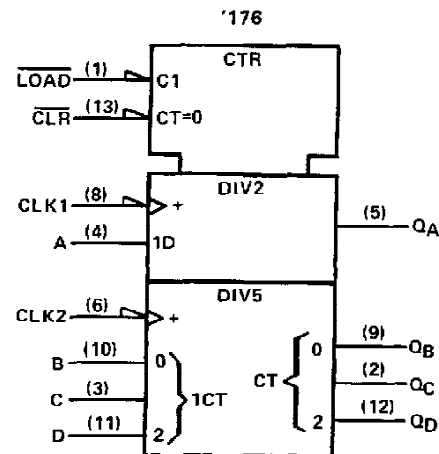 '176
CTR
LOAD (1) C1
CLR (13) CT=0
DIV2
CLK1 (8) +
(5) QA
A (4) 1D
DIV5
CLK2 (6) +
B (10) 0
0 (9) QB
C (3) 1CT
CT (2) QC
D (11) 2
2 (12) QD